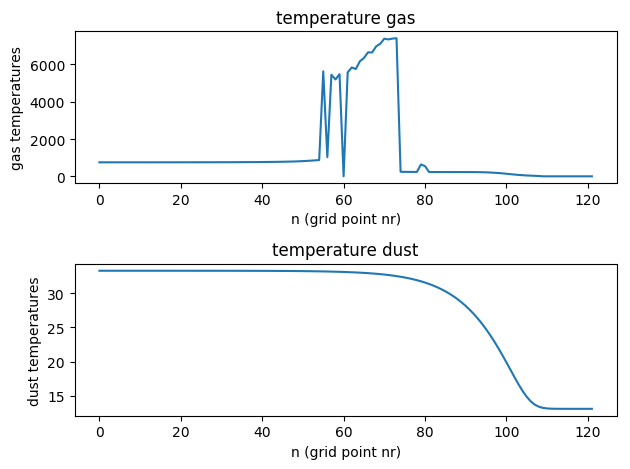 temperature gas
gas temperatures
6000
4000
2000
0
0 20 40 60 80 100 120
n (grid point nr)
temperature dust
dust temperatures
30
25
20
15
0 20 40 60 80 100 120
n (grid point nr)